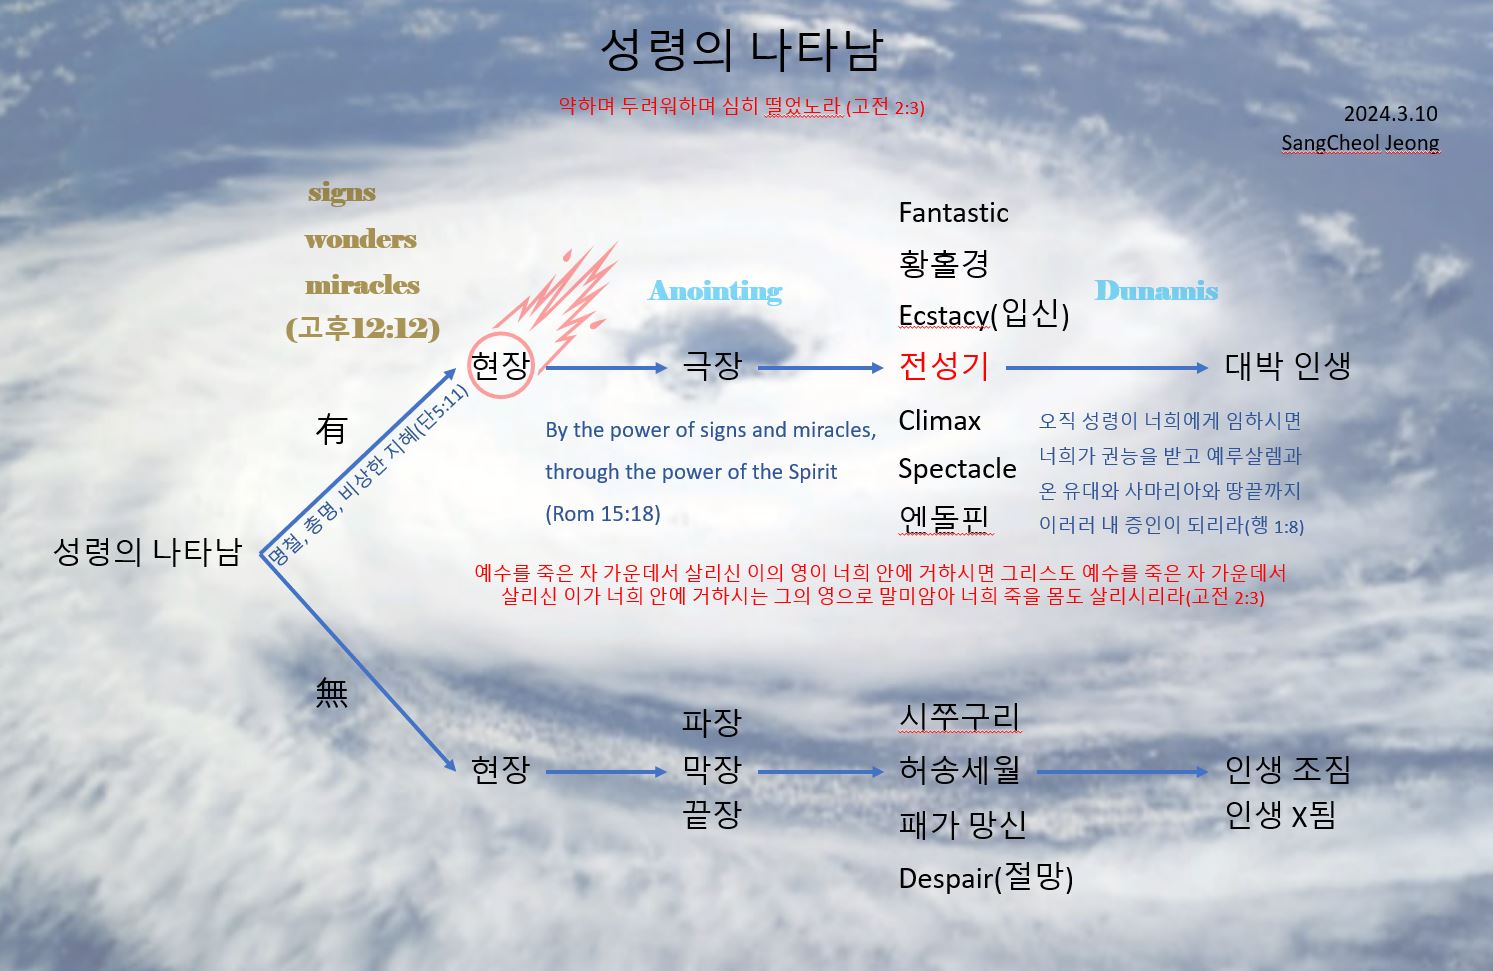 성령의 나타남
약하며 두려워하며 심히 떨었노라 (고전 2:3)
2024.3.10
SangCheol Jeong
signs
wonders
miracles
(고후12:12)
有
명철, 총명, 비상한 지혜(단5:11)
성령의 나타남
현장
Anointing
극장
By the power of signs and miracles,
through the power of the Spirit
(Rom 15:18)
Fantastic
황홀경
Ecstacy(입신)
전성기
Climax
Spectacle
엔돌핀
Dunamis
대박 인생
오직 성령이 너희에게 임하시면
너희가 권능을 받고 예루살렘과
온 유대와 사마리아와 땅끝까지
이러러 내 증인이 되리라(행 1:8)
예수를 죽은 자 가운데서 살리신 이의 영이 너희 안에 거하시면 그리스도 예수를 죽은 자 가운데서
살리신 이가 너희 안에 거하시는 그의 영으로 말미암아 너희 죽을 몸도 살리시리라(고전 2:3)
無
현장
파장
막장
끝장
시쭈구리
허송세월
패가 망신
Despair(절망)
인생 조짐
인생 X됨